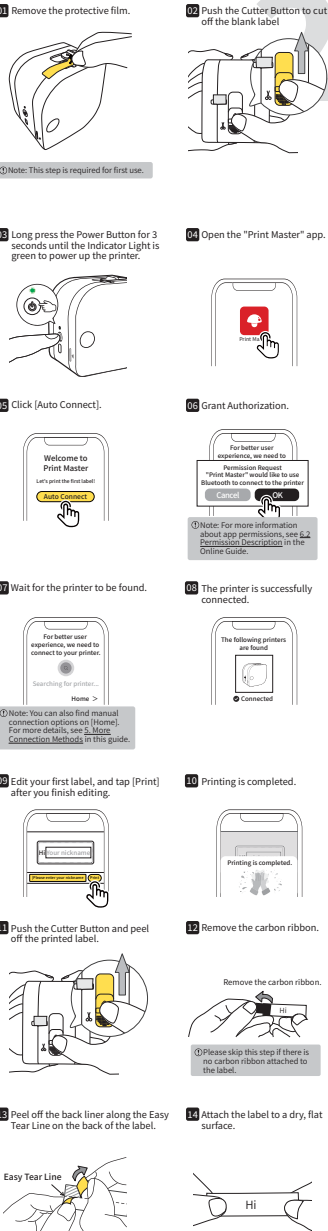 01 Remove the protective film.
ⓘNote: This step is required for first use.
02 Push the Cutter Button to cut
off the blank label
03 Long press the Power Button for 3
seconds until the Indicator Light is
green to power up the printer.
04 Open the "Print Master" app.
05 Click [Auto Connect].
Welcome to
Print Master
Let's print the first label!
Auto Connect
06 Grant Authorization.
For better user
experience, we need to
Permission Request
"Print Master" would like to use
Bluetooth to connect to the printer
Cancel
OK
ⓘNote: For more information
about app permissions, see 6.2
Permission Description in the
Online Guide.
07 Wait for the printer to be found.
For better user
experience, we need to
connect to your printer.
Searching for printer...
Home >
ⓘNote: You can also find manual
connection options on [Home].
For more details, see 5. More
Connection Methods in this guide.
08 The printer is successfully
connected.
The following printers
are found
Connected
09 Edit your first label, and tap [Print]
after you finish editing.
Hi Your nickname
Please enter your nickname
Print
10 Printing is completed.
Printing is completed.
11 Push the Cutter Button and peel
off the printed label.
12 Remove the carbon ribbon.
Remove the carbon ribbon.
Hi
ⓘPlease skip this step if there is
no carbon ribbon attached to
the label.
13 Peel off the back liner along the Easy
Tear Line on the back of the label.
Easy Tear Line
14 Attach the label to a dry, flat
surface.
Hi